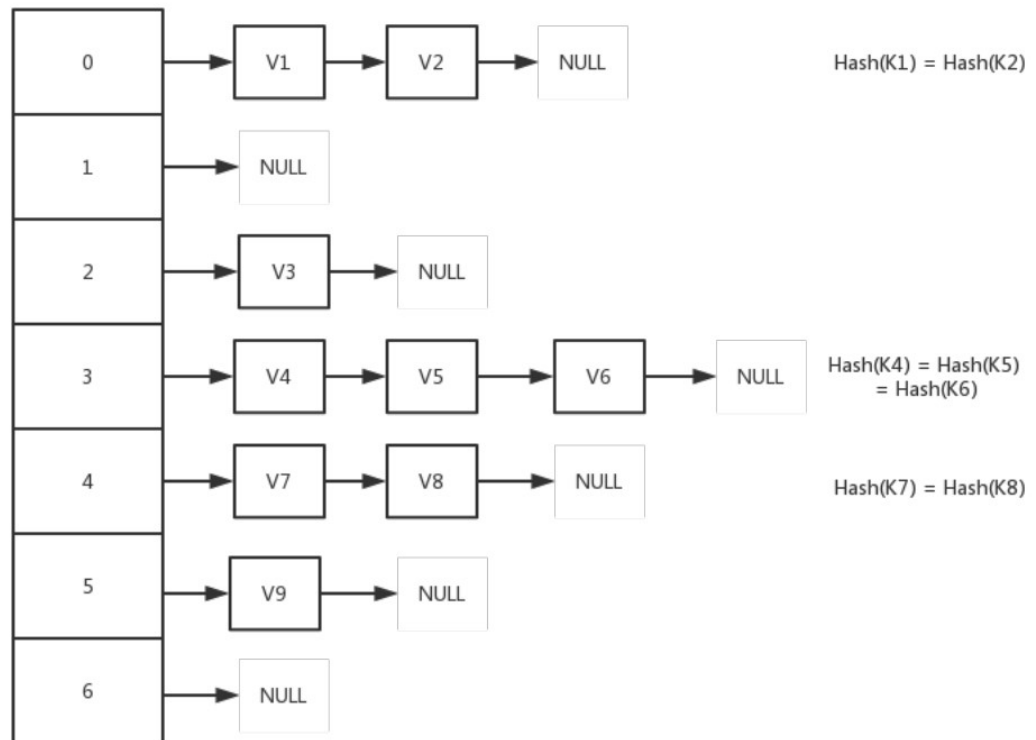 0
V1
V2
NULL
Hash(K1) = Hash(K2)
1
NULL
2
V3
NULL
3
V4
V5
V6
NULL
Hash(K4) = Hash(K5)
= Hash(K6)
4
V7
V8
NULL
Hash(K7) = Hash(K8)
5
V9
NULL
6
NULL